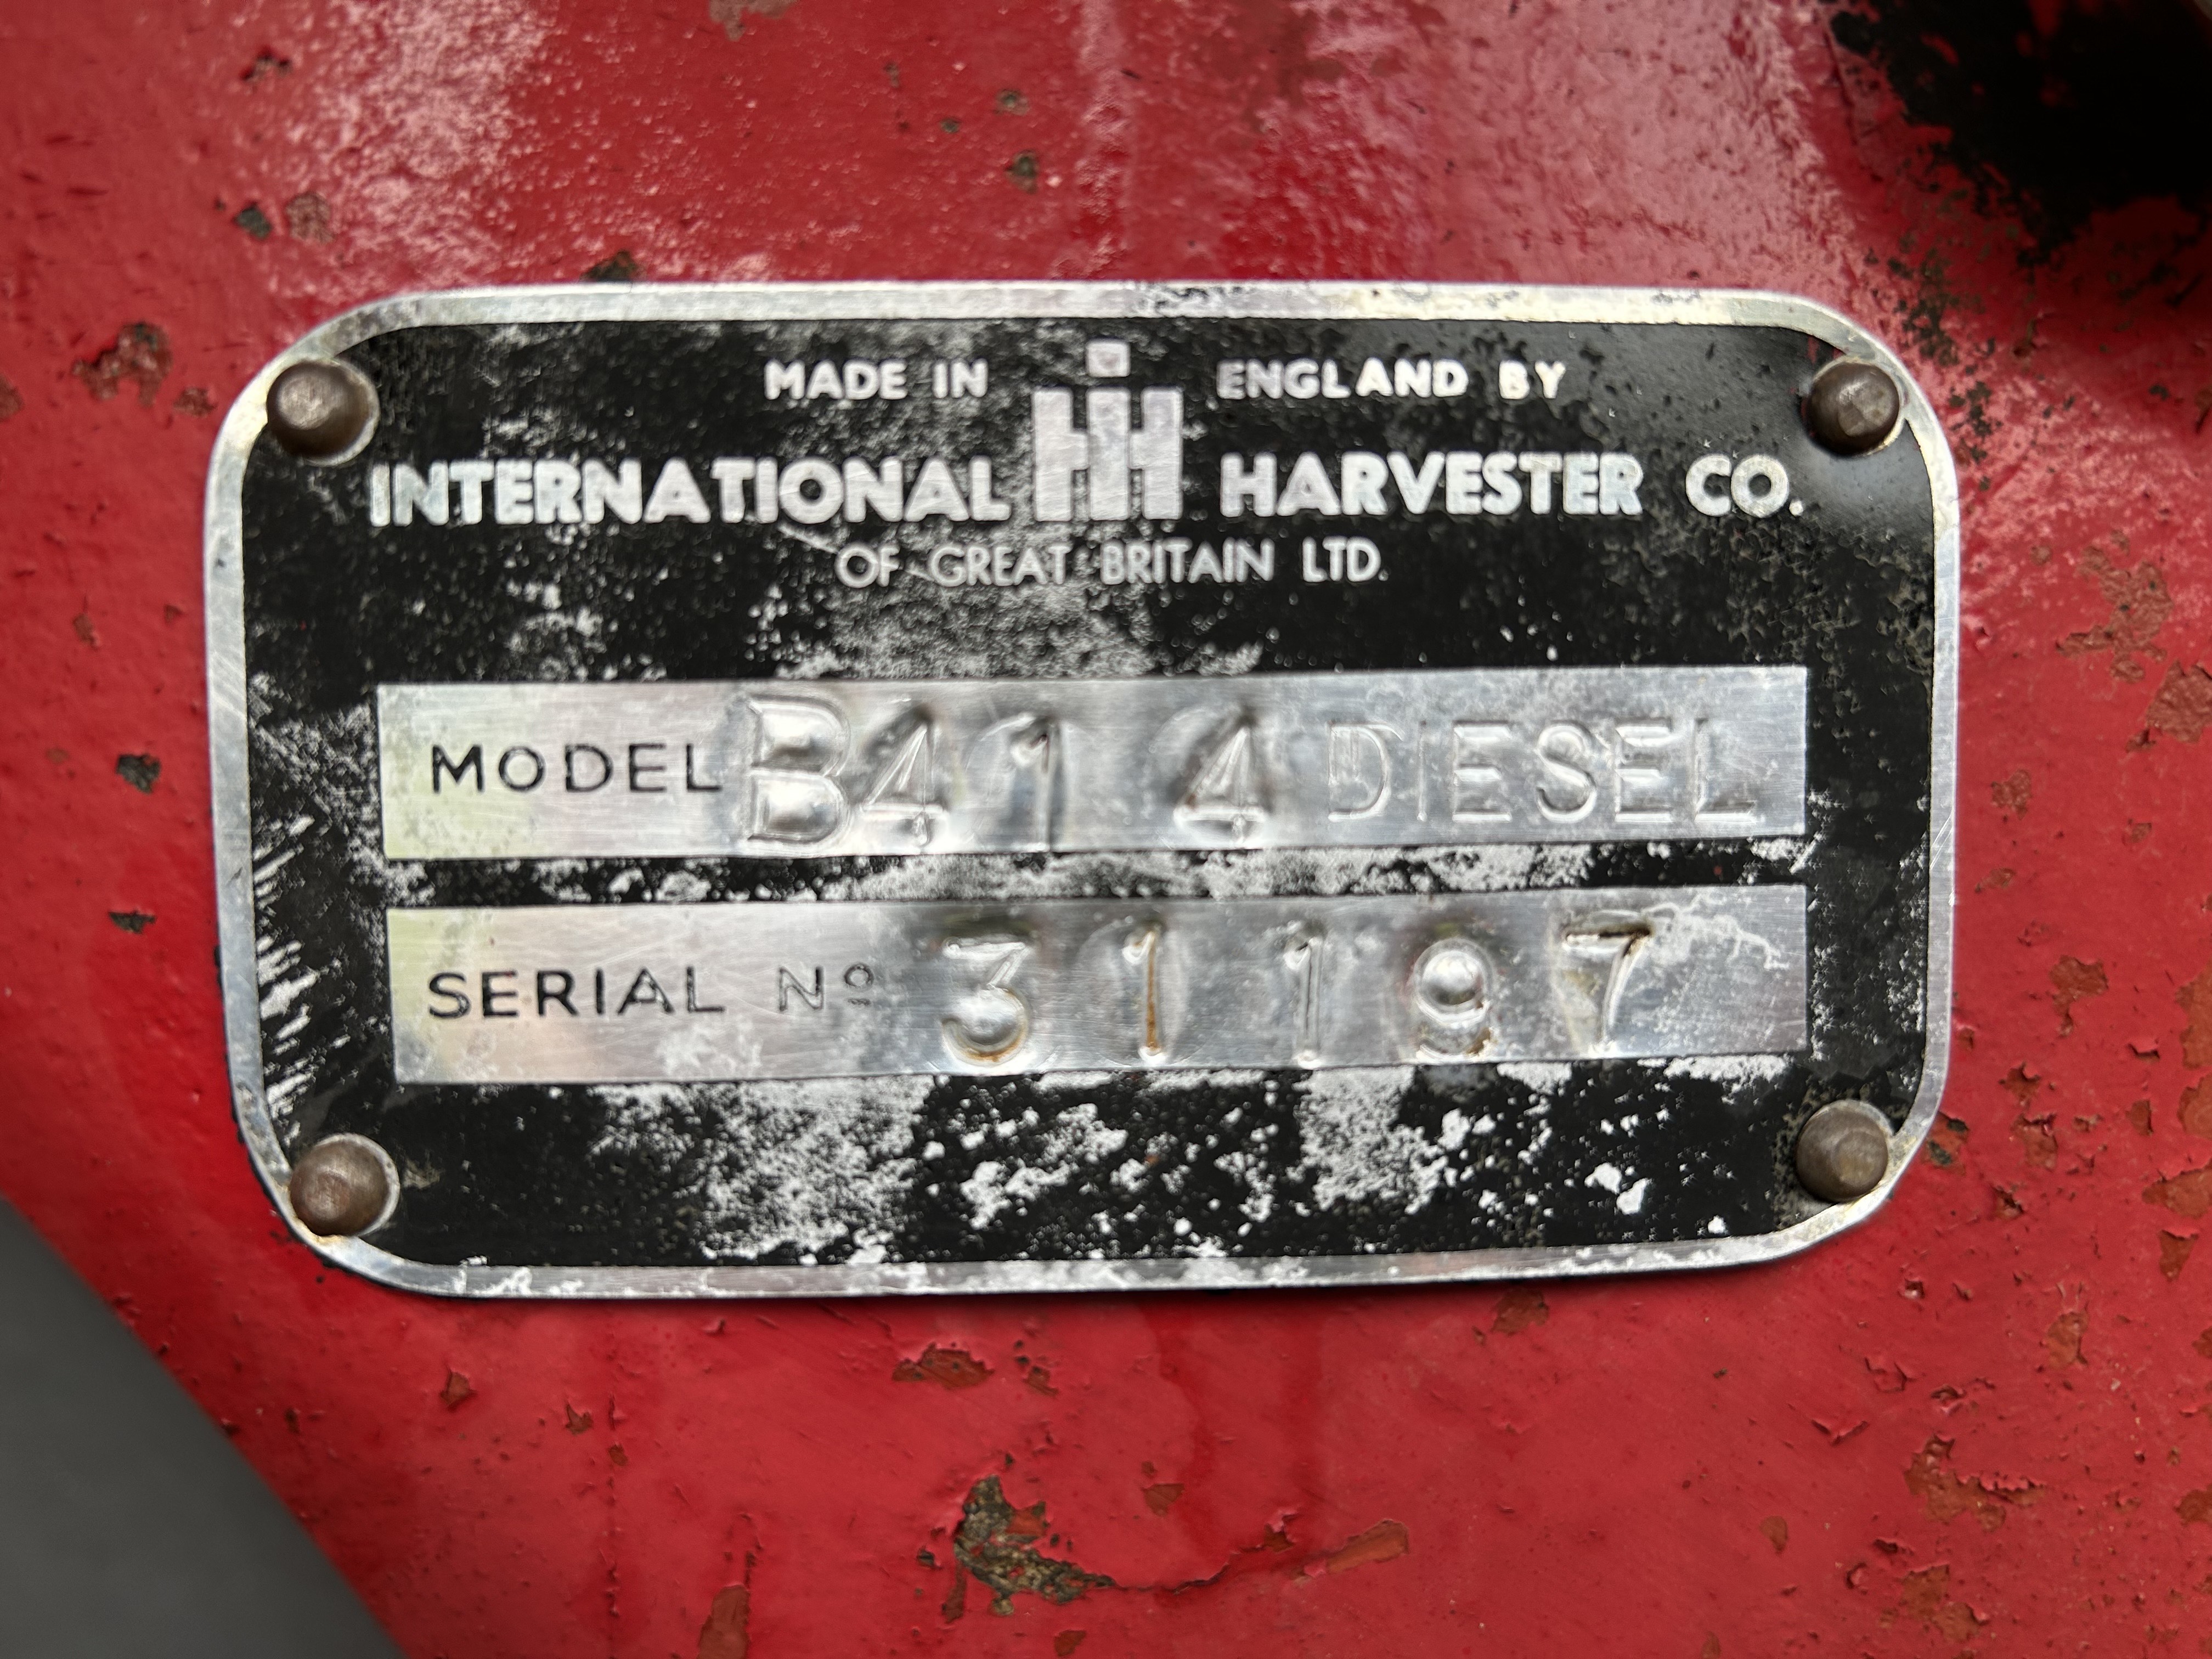 MADE IN IH ENGLAND BY
INTERNATIONAL HARVESTER CO.
OF GREAT BRITAIN LTD.
MODEL B414 DIESEL
SERIAL Nº 31197